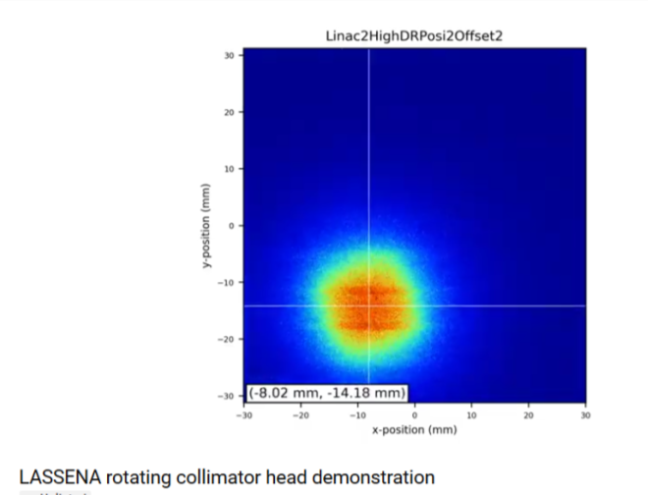 Linac2HighDRPosi2Offset2
30
20
10
0
−10
−20
−30
y-position (mm)
(-8.02 mm, -14.18 mm)
−30 −20 −10 0 10 20 30
x-position (mm)
LASSENA rotating collimator head demonstration